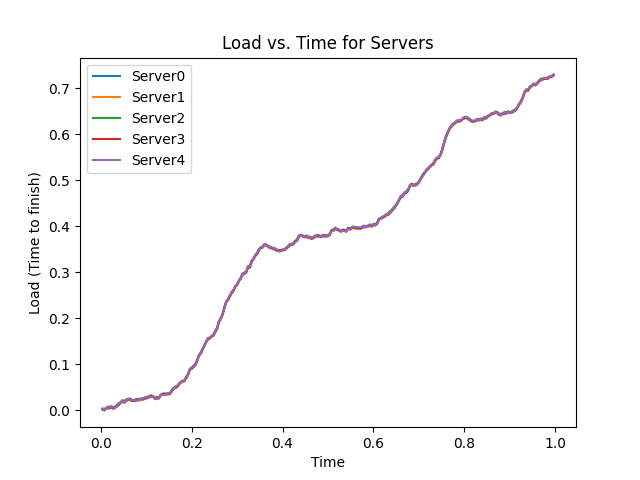 Load vs. Time for Servers
Server0
Server1
Server2
Server3
Server4
Load (Time to finish)
0.7
0.6
0.5
0.4
0.3
0.2
0.1
0.0
0.0 0.2 0.4 0.6 0.8 1.0
Time